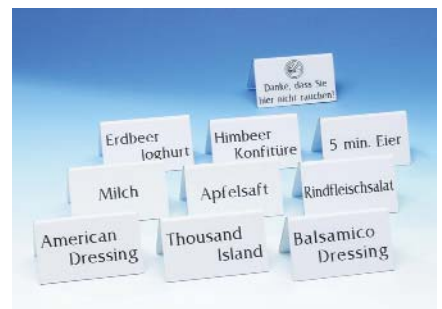 Danke, dass Sie
hier nicht rauchen!
Erdbeer
Joghurt
Himbeer
Konfitüre
5 min. Eier
Milch
Apfelsaft
Rindfleischsalat
American
Dressing
Thousand
Island
Balsamico
Dressing